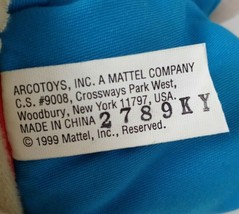 ARCOTOYS, INC. A MATTEL COMPANY
C.S. #9008, Crossways Park West,
Woodbury, New York 11797, USA.
MADE IN CHINA 2789KY
© 1999 Mattel, Inc., Reserved.